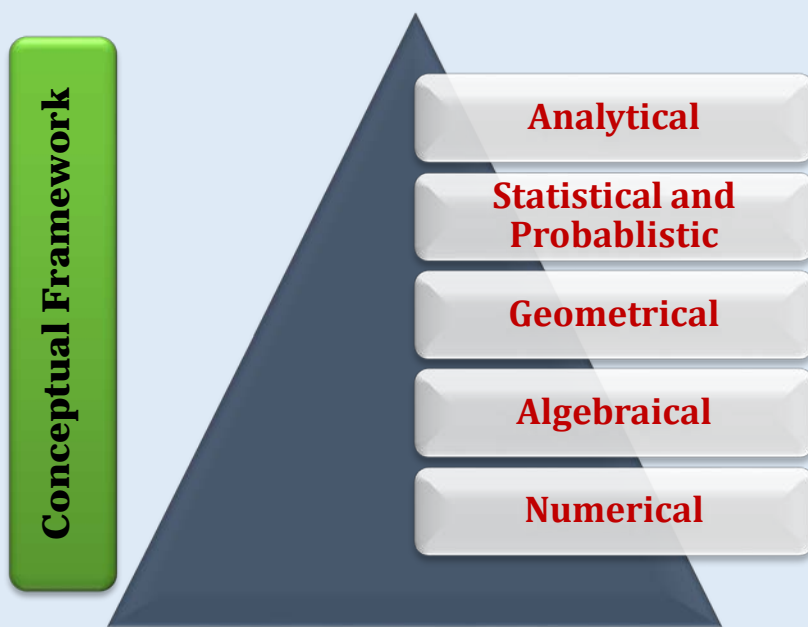 Conceptual Framework
Analytical
Statistical and
Probablistic
Geometrical
Algebraical
Numerical